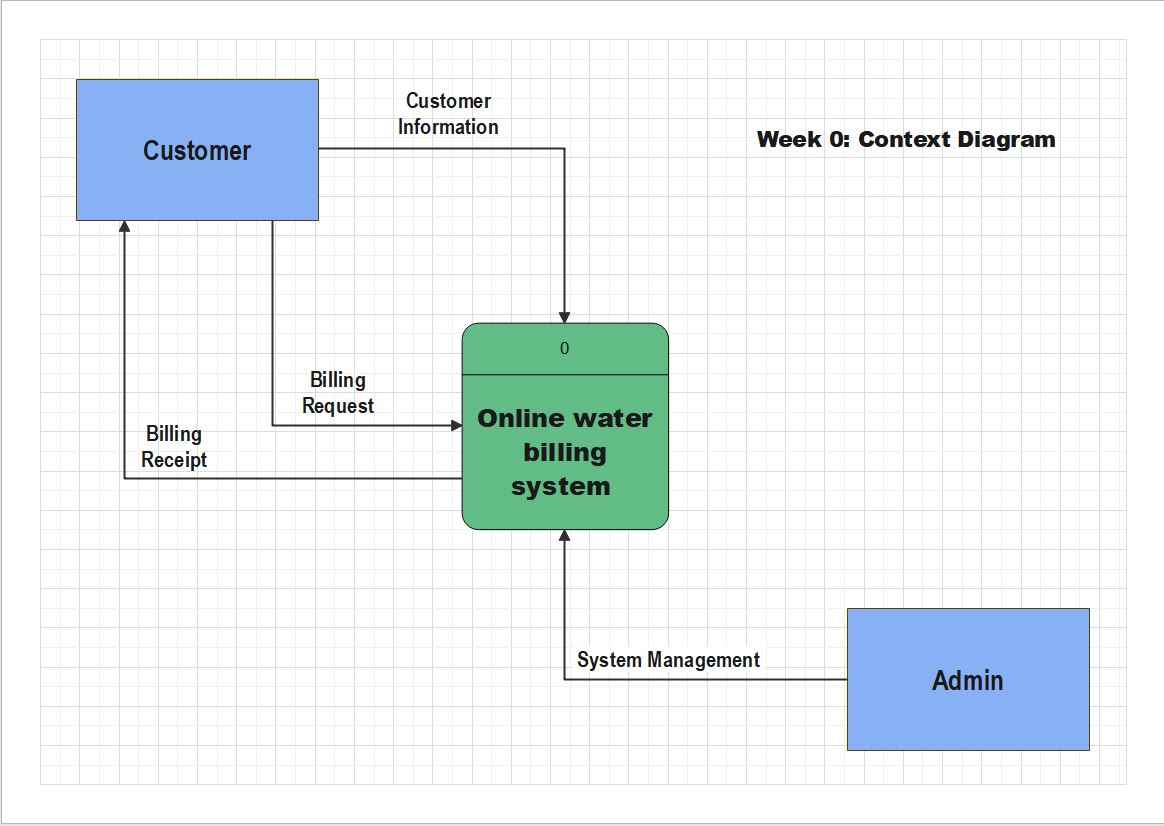 Customer
Customer
Information
Week 0: Context Diagram
0
Online water
billing
system
Billing
Request
Billing
Receipt
System Management
Admin